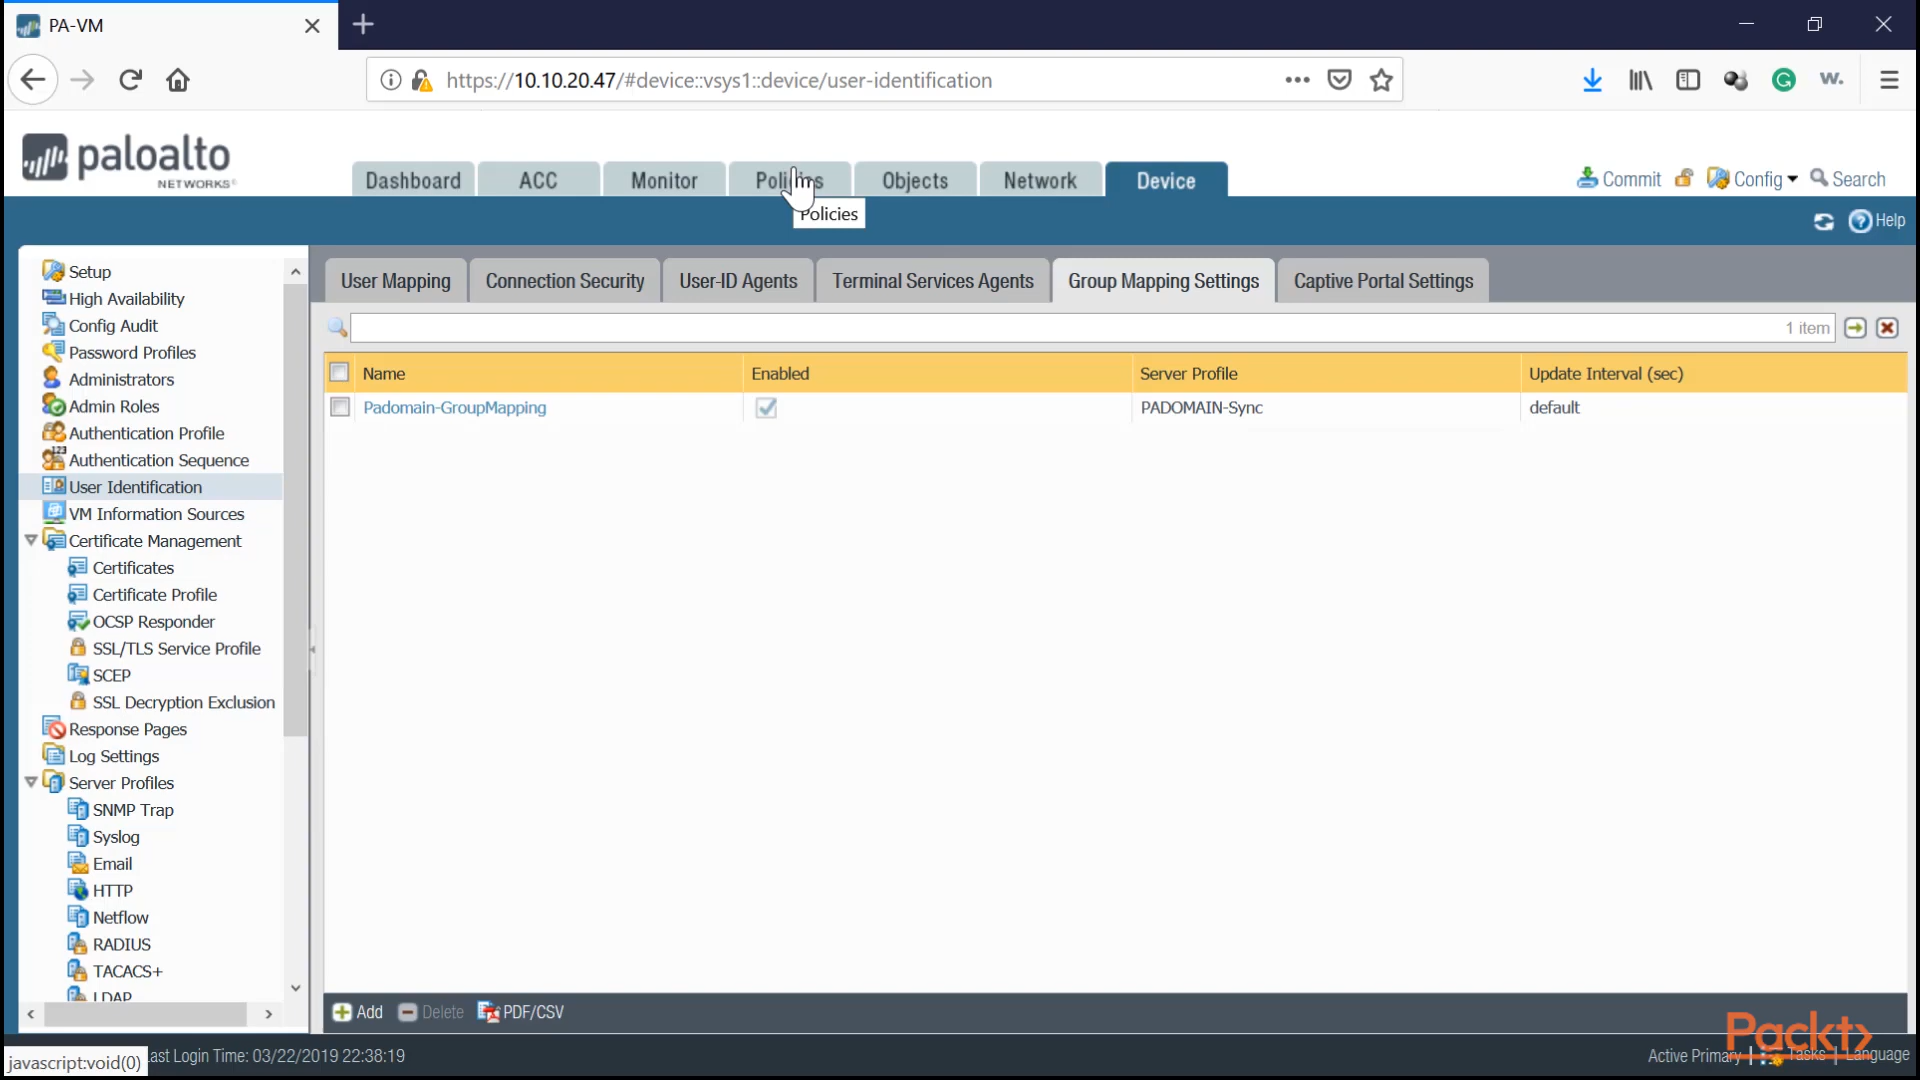 PA-VM
https://10.10.20.47/#device::vsys1::device/user-identification
paloalto
NETWORKS
Dashboard
ACC
Monitor
Policies
Objects
Network
Device
Commit
Config
Search
Policies
Help
Setup
High Availability
Config Audit
Password Profiles
Administrators
Admin Roles
Authentication Profile
Authentication Sequence
User Identification
VM Information Sources
Certificate Management
Certificates
Certificate Profile
OCSP Responder
SSL/TLS Service Profile
SCEP
SSL Decryption Exclusion
Response Pages
Log Settings
Server Profiles
SNMP Trap
Syslog
Email
HTTP
Netflow
RADIUS
TACACS+
LDAP
User Mapping
Connection Security
User-ID Agents
Terminal Services Agents
Group Mapping Settings
Captive Portal Settings
1 item
Name Enabled Server Profile Update Interval (sec)
Padomain-GroupMapping PADOMAIN-Sync default
Add Delete PDF/CSV
javascript:void(0)
Last Login Time: 03/22/2019 22:38:19
Active Primary | Tasks | Language
Packt>